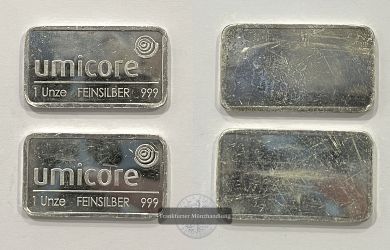 umicore
1 Unze FEINSILBER 999
umicore
1 Unze FEINSILBER 999
Frankfurter Münzhandlung